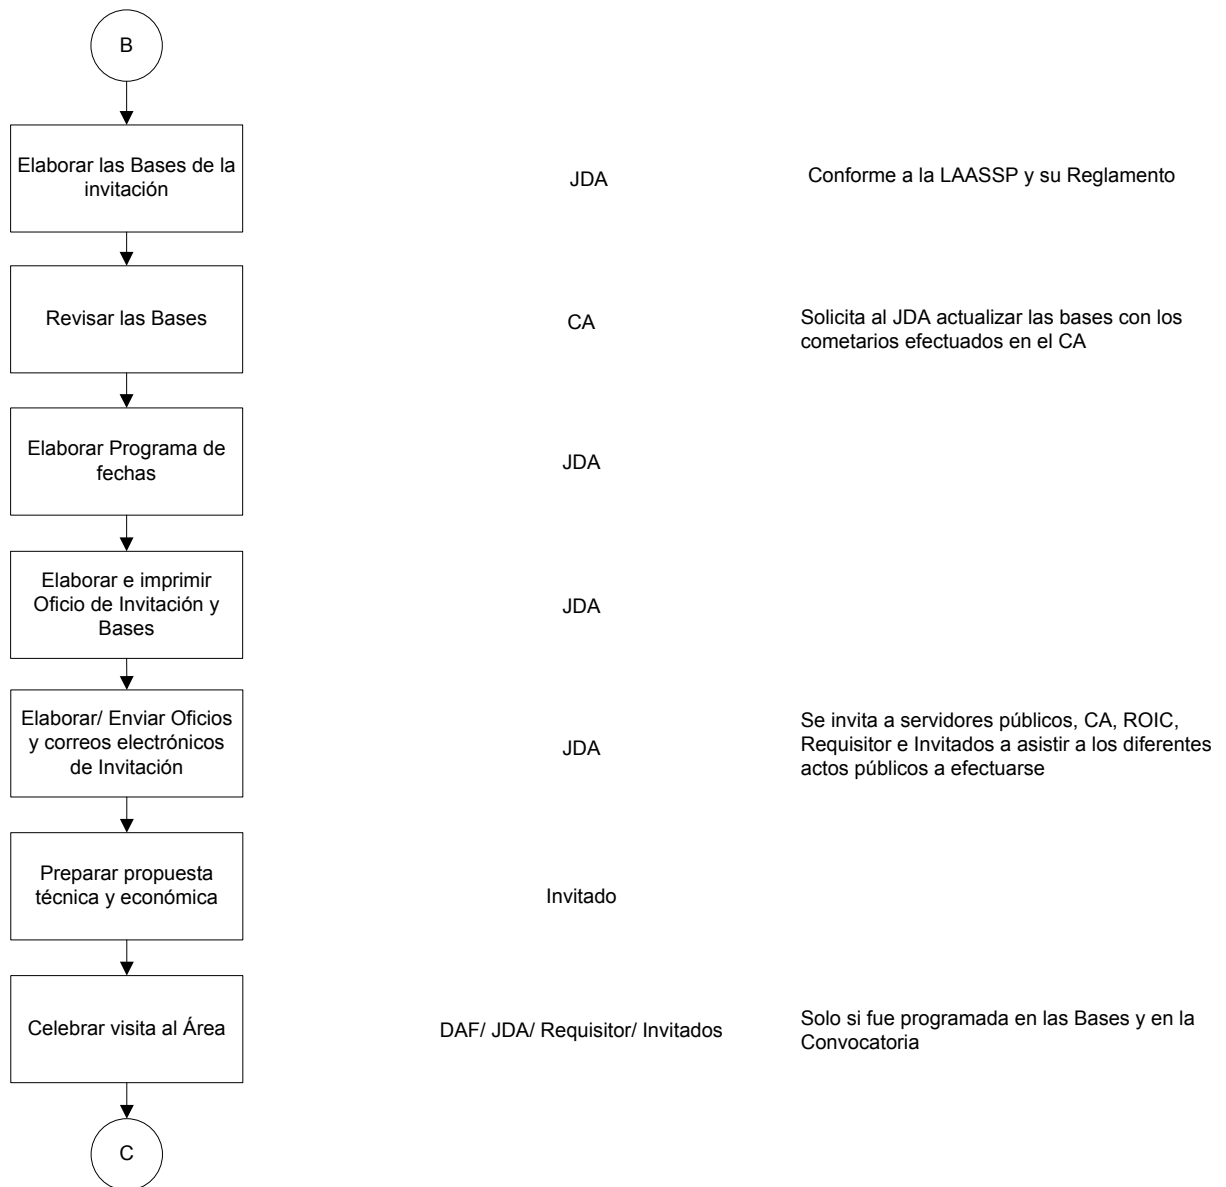 B
Elaborar las Bases de la
invitación
JDA
Conforme a la LAASSP y su Reglamento
Revisar las Bases
CA
Solicita al JDA actualizar las bases con los
cometarios efectuados en el CA
Elaborar Programa de
fechas
JDA
Elaborar e imprimir
Oficio de Invitación y
Bases
JDA
Elaborar/ Enviar Oficios
y correos electrónicos
de Invitación
JDA
Se invita a servidores públicos, CA, ROIC,
Requisitor e Invitados a asistir a los diferentes
actos públicos a efectuarse
Preparar propuesta
técnica y económica
Invitado
Celebrar visita al Área
DAF/ JDA/ Requisitor/ Invitados
Solo si fue programada en las Bases y en la
Convocatoria
C